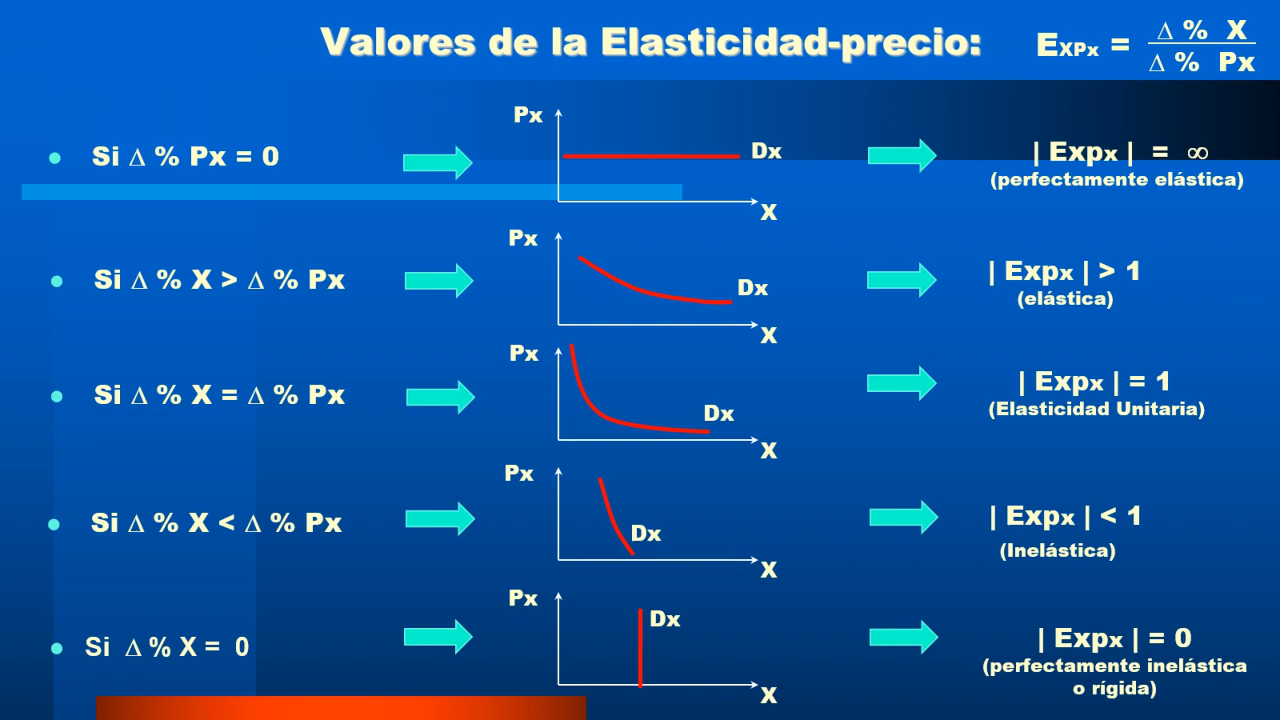 Valores de la Elasticidad-precio:
EXPx = ∆ % X
∆ % Px
Px
• Si ∆ % Px = 0
Dx
| Expx | = ∞
(perfectamente elástica)
X
Px
• Si ∆ % X > ∆ % Px
Dx
| Expx | > 1
(elástica)
X
Px
• Si ∆ % X = ∆ % Px
Dx
| Expx | = 1
(Elasticidad Unitaria)
X
Px
• Si ∆ % X < ∆ % Px
Dx
| Expx | < 1
(Inelástica)
X
Px
• Si ∆ % X = 0
Dx
| Expx | = 0
(perfectamente inelástica
o rígida)
X